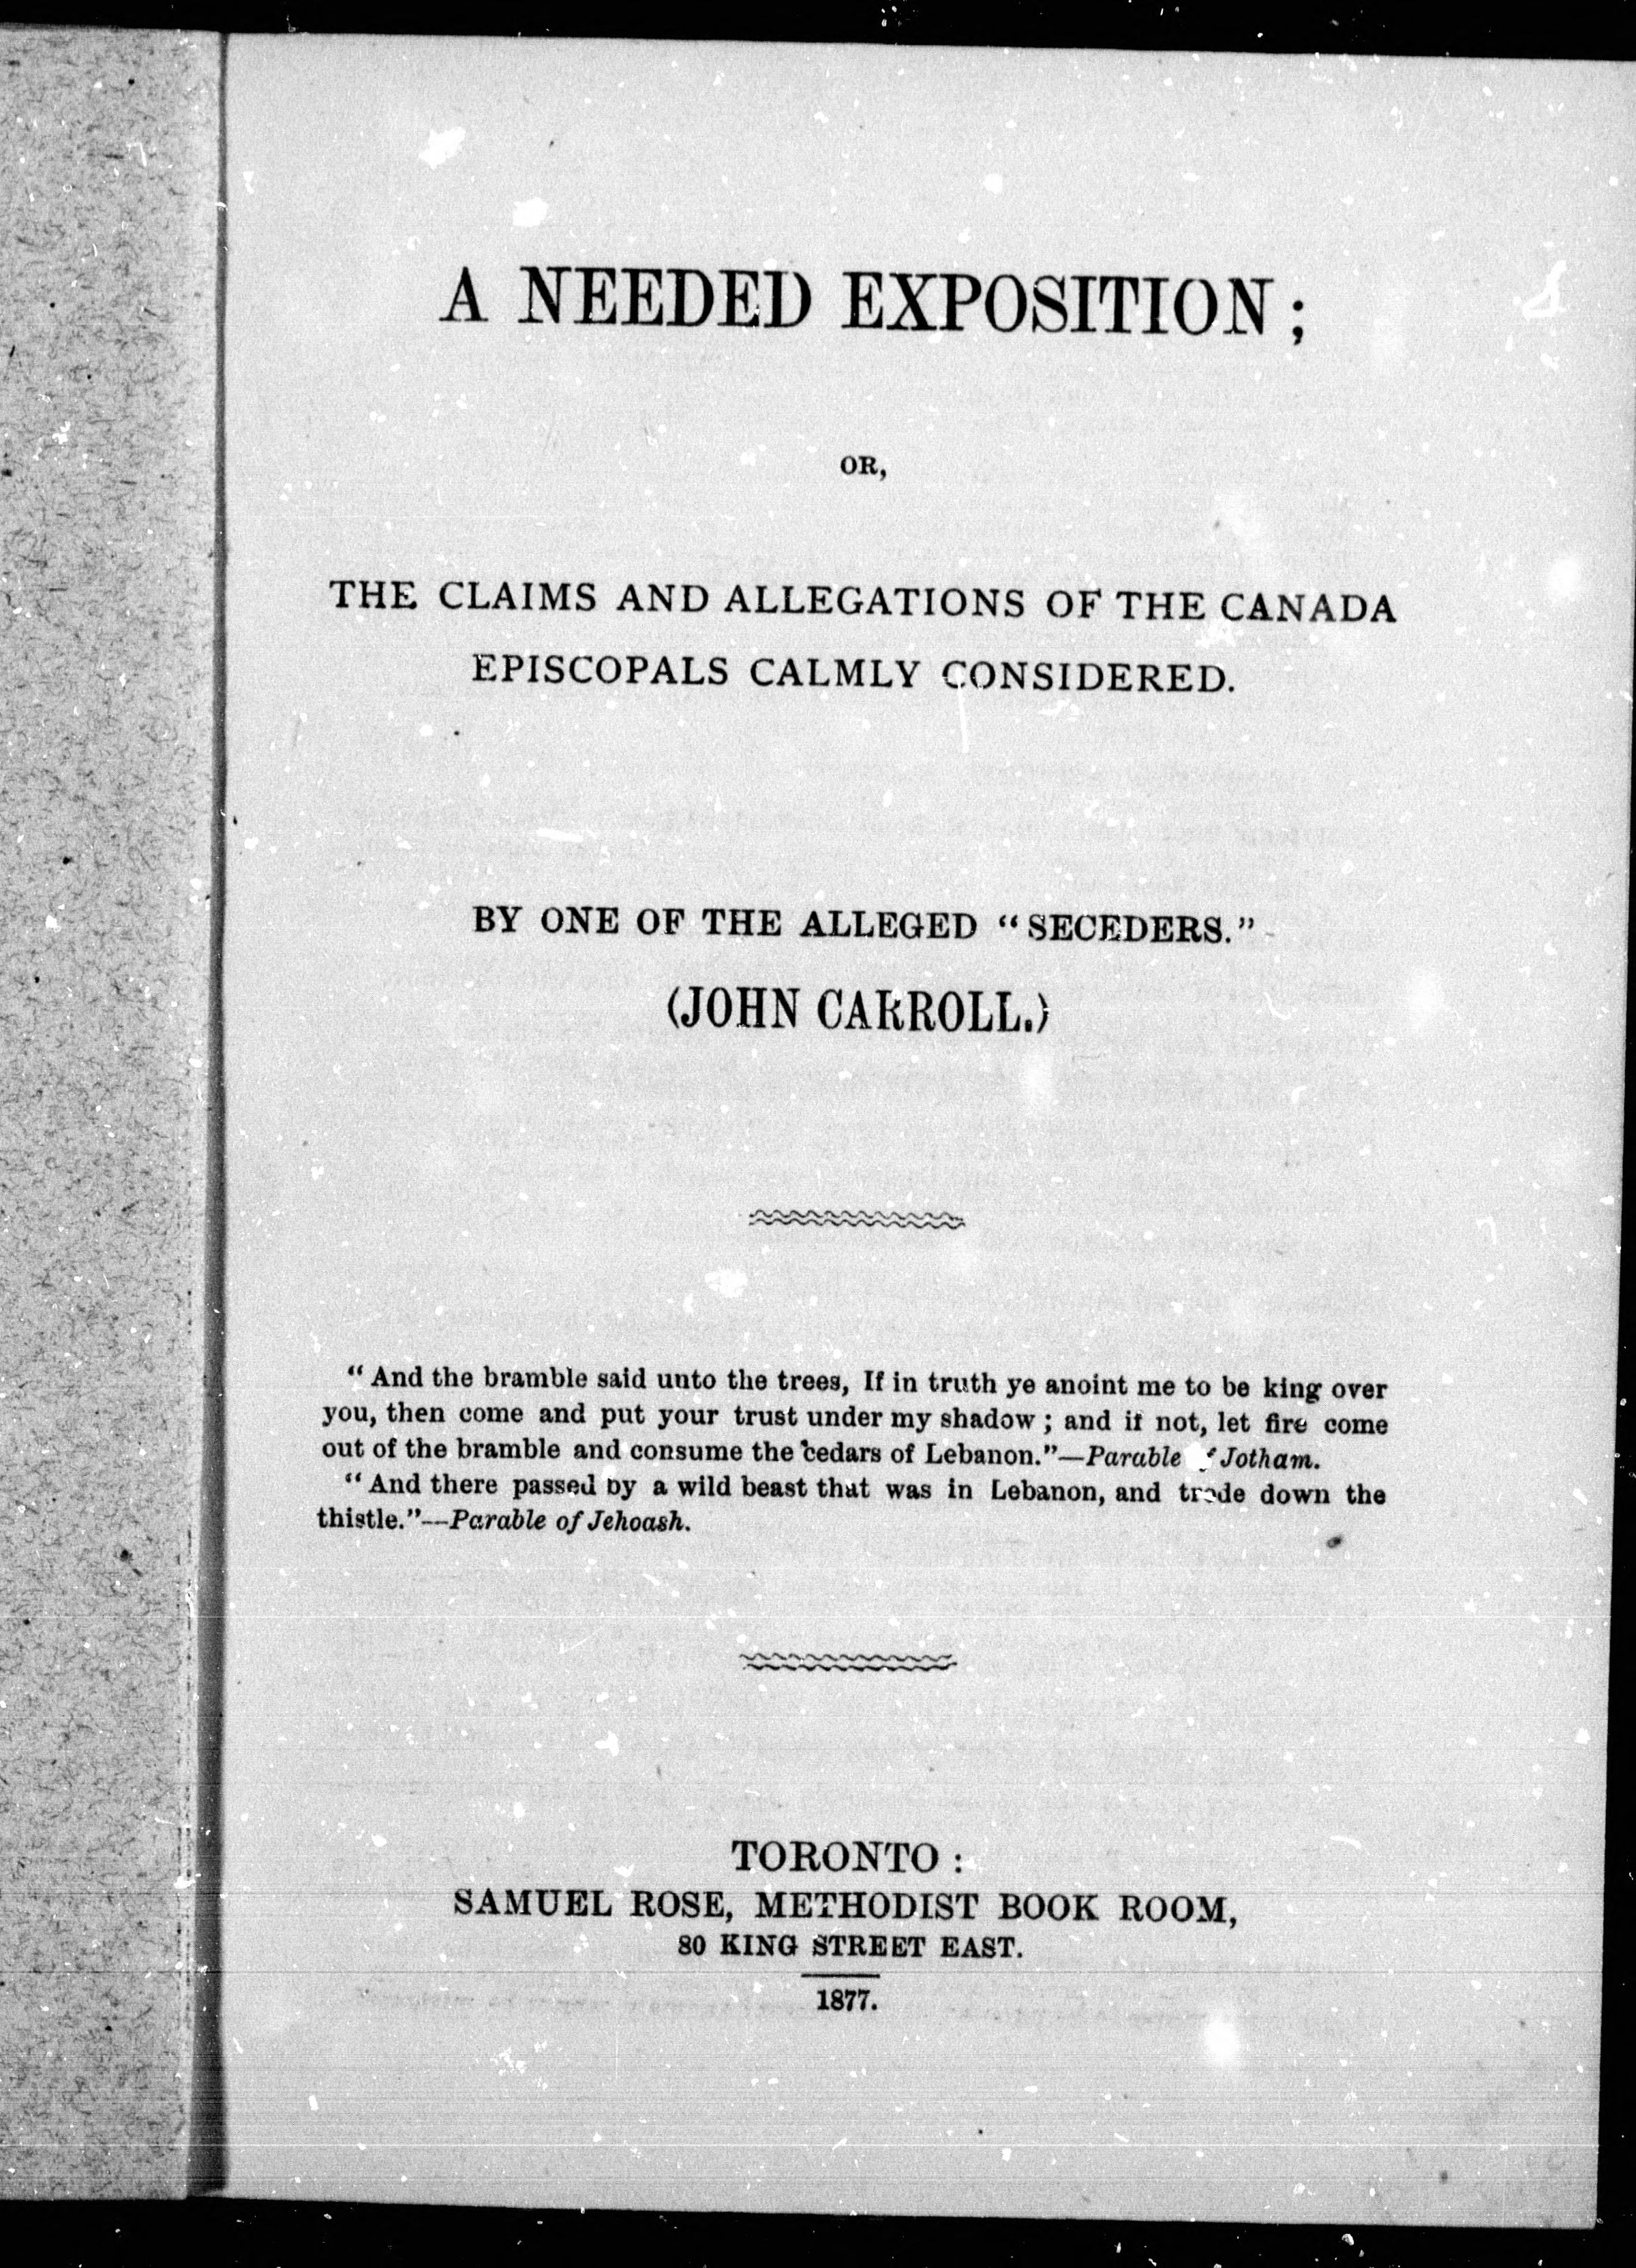 A NEEDED EXPOSITION;
OR,
THE CLAIMS AND ALLEGATIONS OF THE CANADA
EPISCOPALS CALMLY CONSIDERED.
BY ONE OF THE ALLEGED "SECEDERS."
(JOHN CARROLL.)
"And the bramble said unto the trees, If in truth ye anoint me to be king over
you, then come and put your trust under my shadow; and if not, let fire come
out of the bramble and consume the cedars of Lebanon."—Parable of Jotham.
"And there passed by a wild beast that was in Lebanon, and trode down the
thistle."—Parable of Jehoash.
TORONTO:
SAMUEL ROSE, METHODIST BOOK ROOM,
80 KING STREET EAST.
1877.